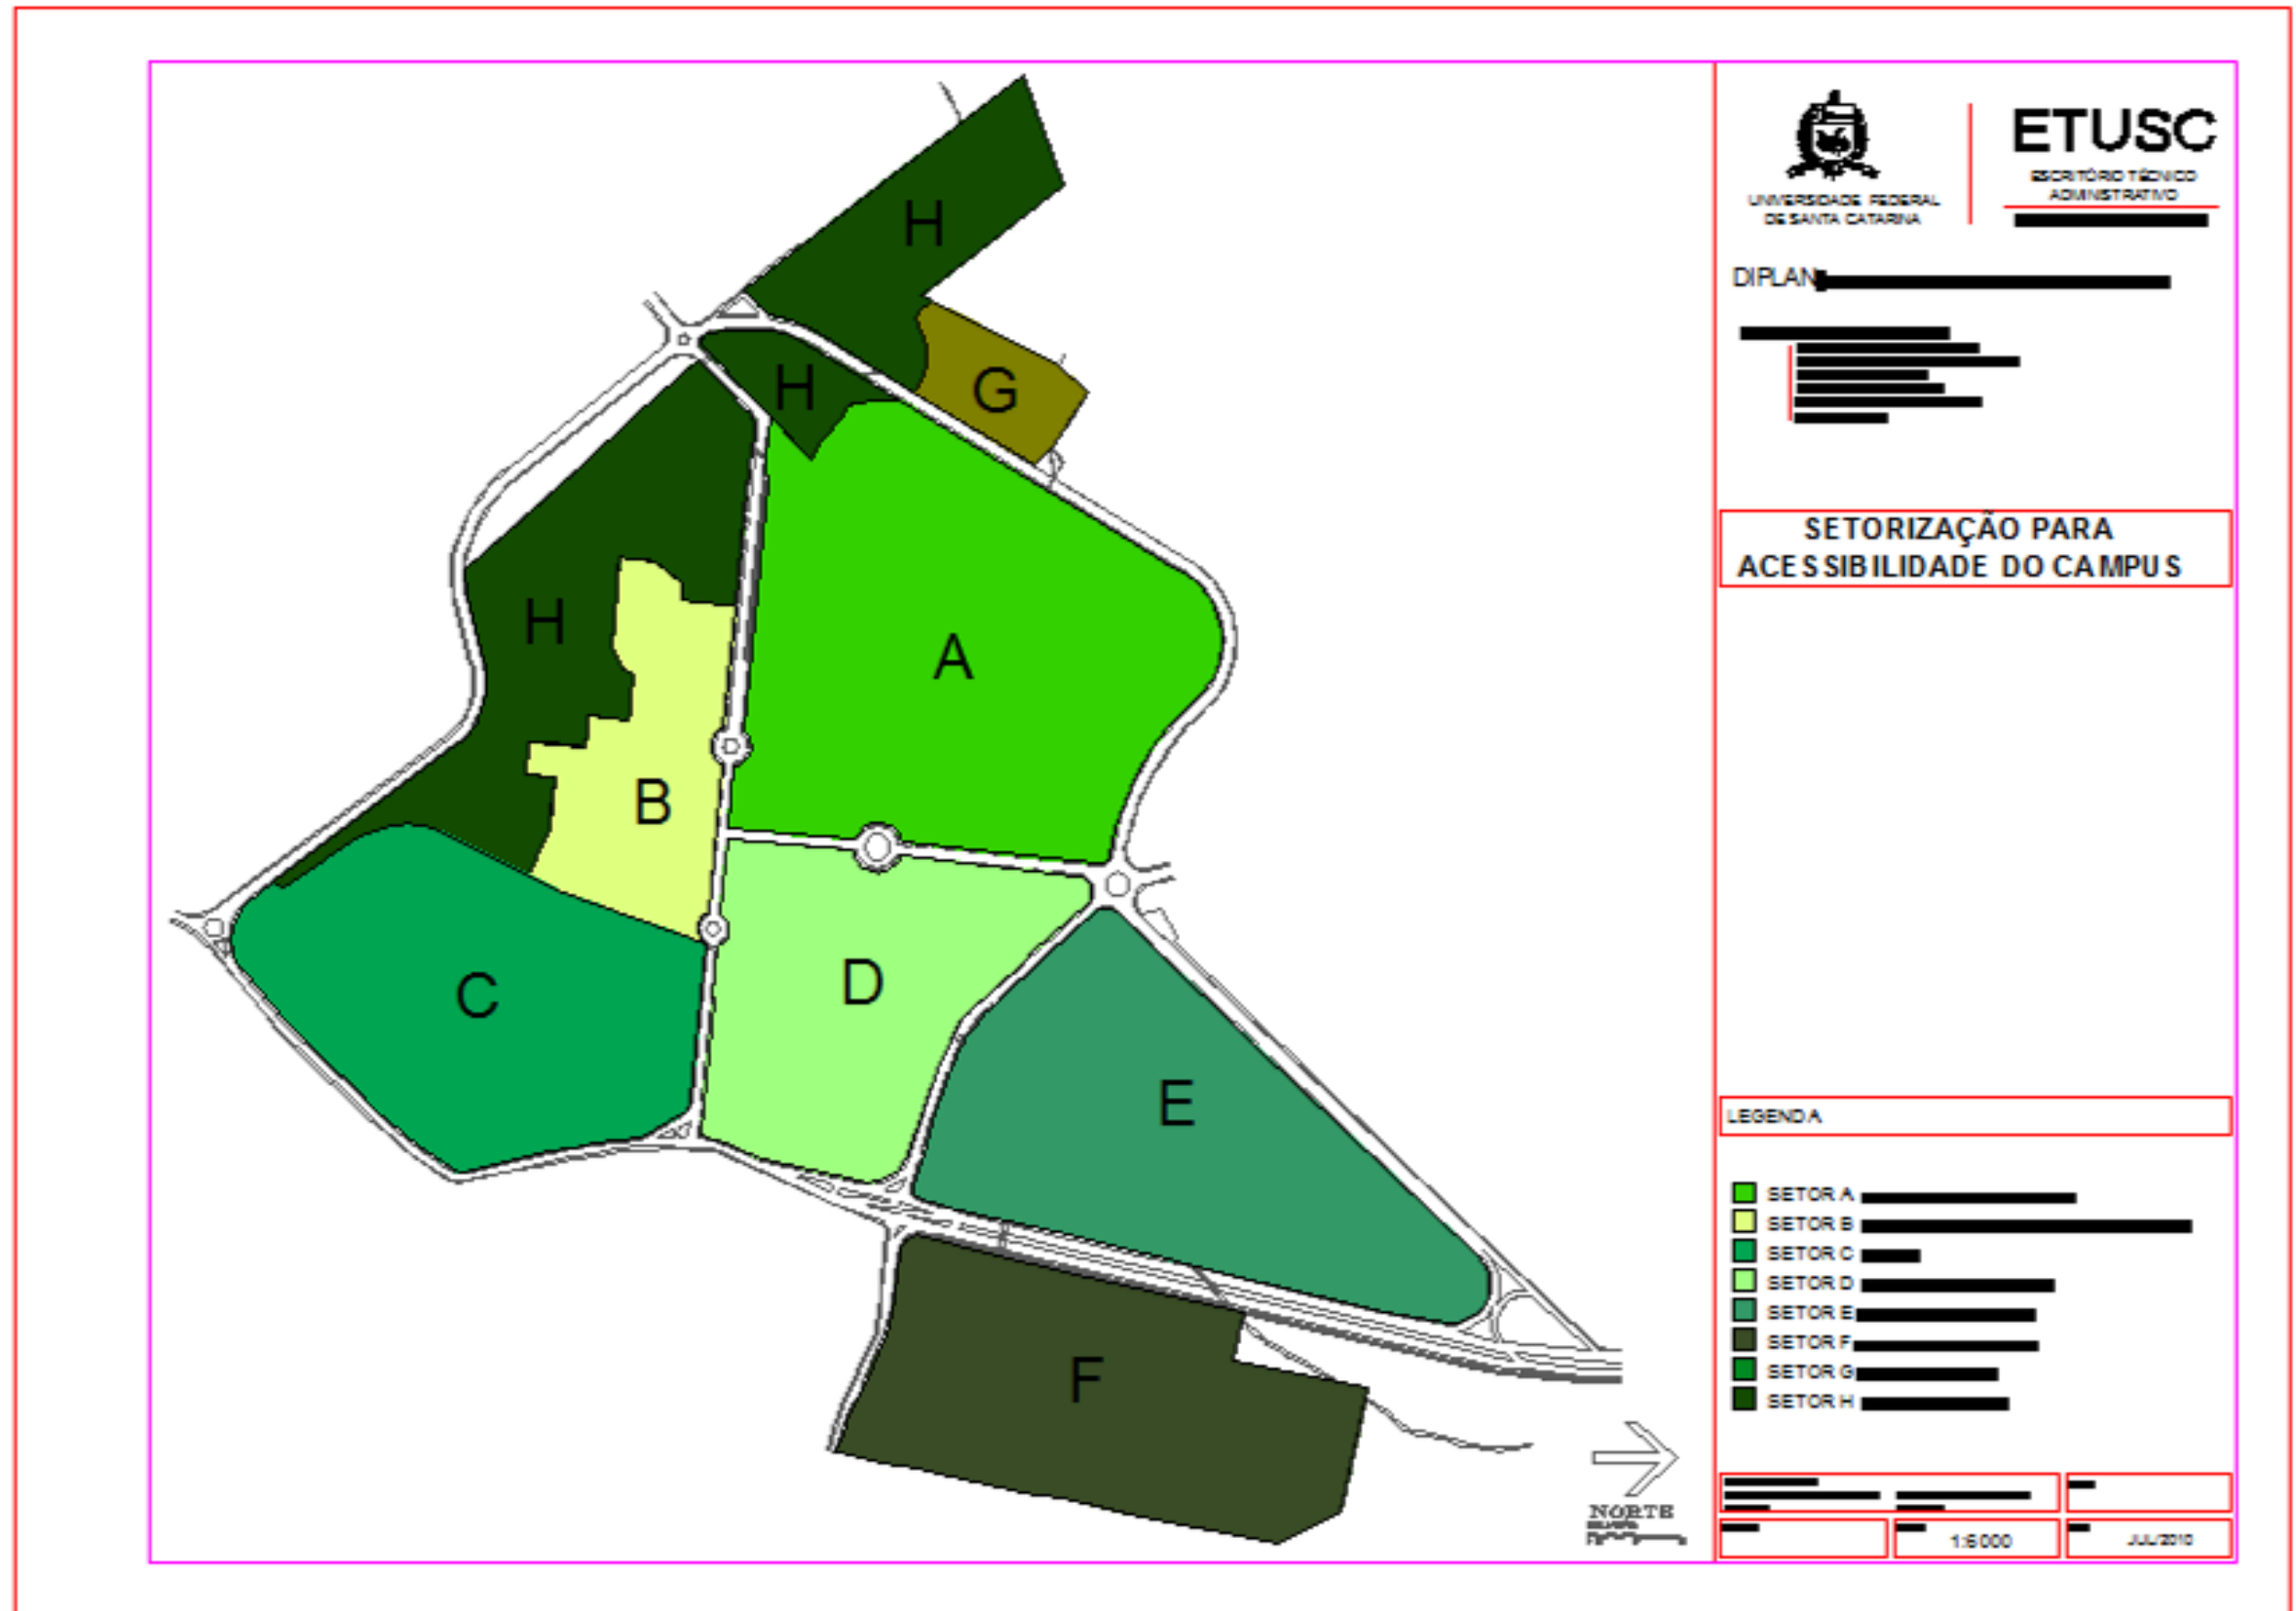 H
H
G
H
A
B
C
D
E
F
NORTE
UNIVERSIDADE FEDERAL
DE SANTA CATARINA
ETUSC
ESCRITÓRIO TÉCNICO
ADMINISTRATIVO
DIPLAN
SETORIZAÇÃO PARA
ACESSIBILIDADE DO CAMPUS
LEGENDA
SETOR A
SETOR B
SETOR C
SETOR D
SETOR E
SETOR F
SETOR G
SETOR H
1:5000
JUL/2010